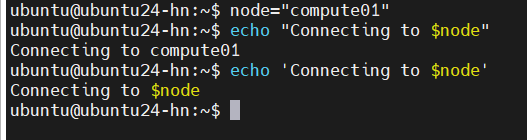 ubuntu@ubuntu24-hn:~$ node="compute01"
ubuntu@ubuntu24-hn:~$ echo "Connecting to $node"
Connecting to compute01
ubuntu@ubuntu24-hn:~$ echo 'Connecting to $node'
Connecting to $node
ubuntu@ubuntu24-hn:~$